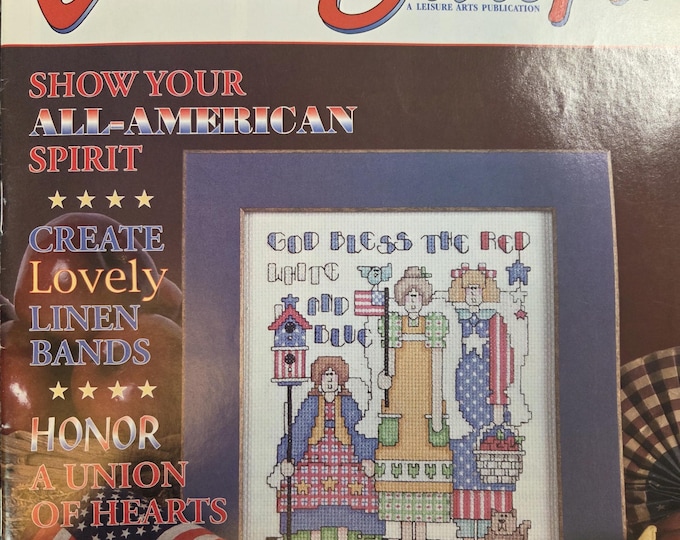 A LEISURE ARTS PUBLICATION
SHOW YOUR
ALL-AMERICAN
SPIRIT
CREATE
Lovely
LINEN
BANDS
HONOR
A UNION
OF HEARTS
GOD BLESS THE RED
WHITE
AND
BLUE